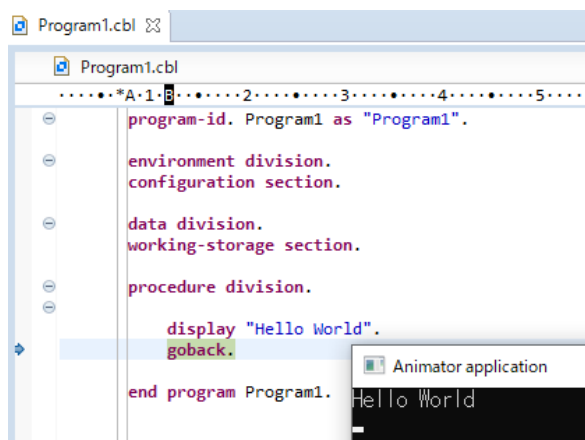 Program1.cbl
Program1.cbl
····•·*A·1·B··•····2····•····3····•····4····•····5····
program-id. Program1 as "Program1".
environment division.
configuration section.
data division.
working-storage section.
procedure division.
display "Hello World".
goback.
end program Program1.
Animator application
Hello World